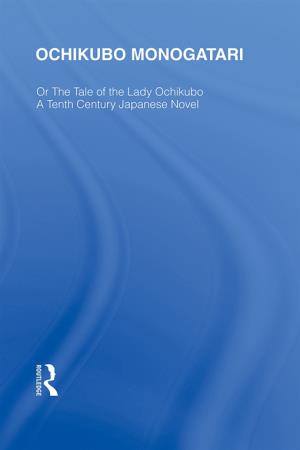 OCHIKUBO MONOGATARI
Or The Tale of the Lady Ochikubo
A Tenth Century Japanese Novel
ROUTLEDGE